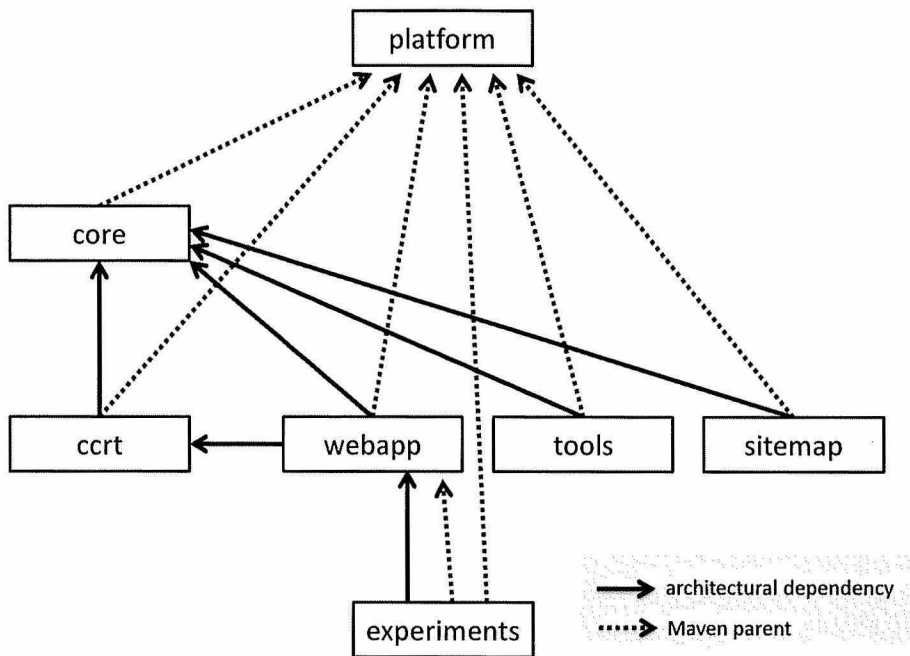 platform
core
ccrt
webapp
tools
sitemap
experiments
architectural dependency
Maven parent